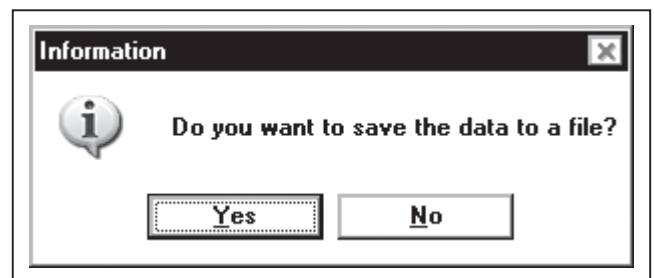 Information
Do you want to save the data to a file?
Yes No